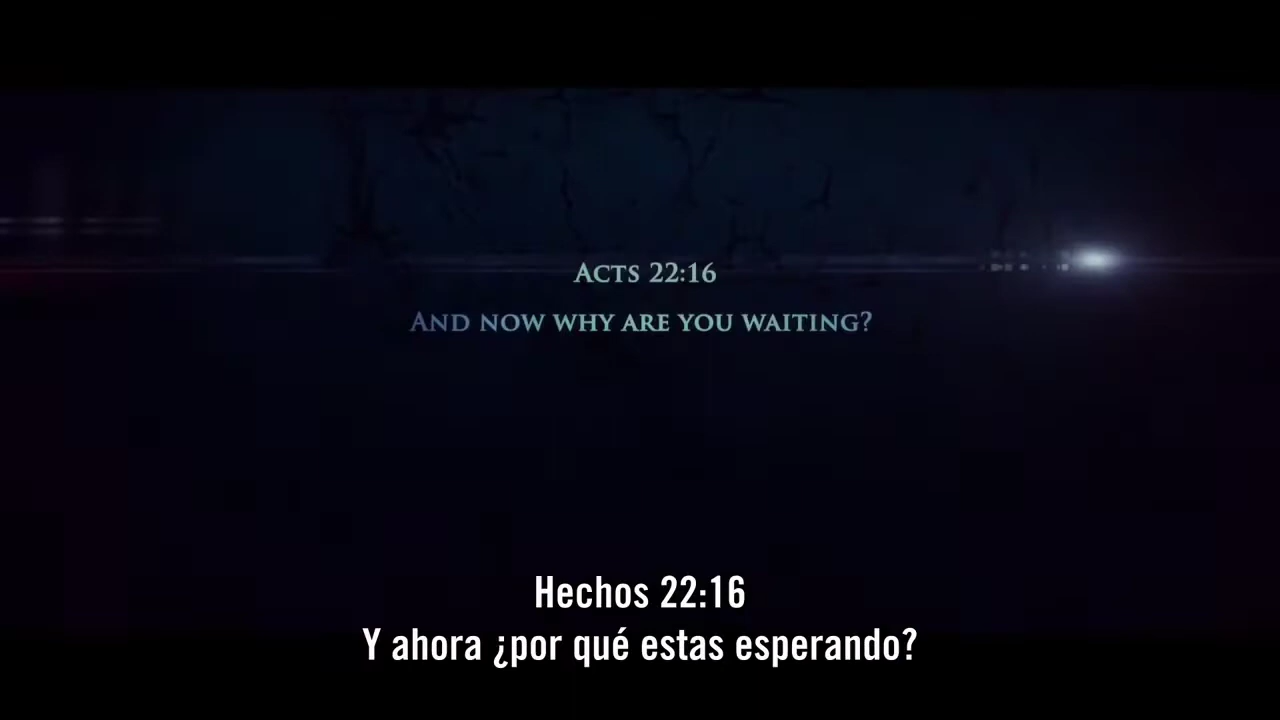 Acts 22:16
And now why are you waiting?
Hechos 22:16
Y ahora ¿por qué estas esperando?